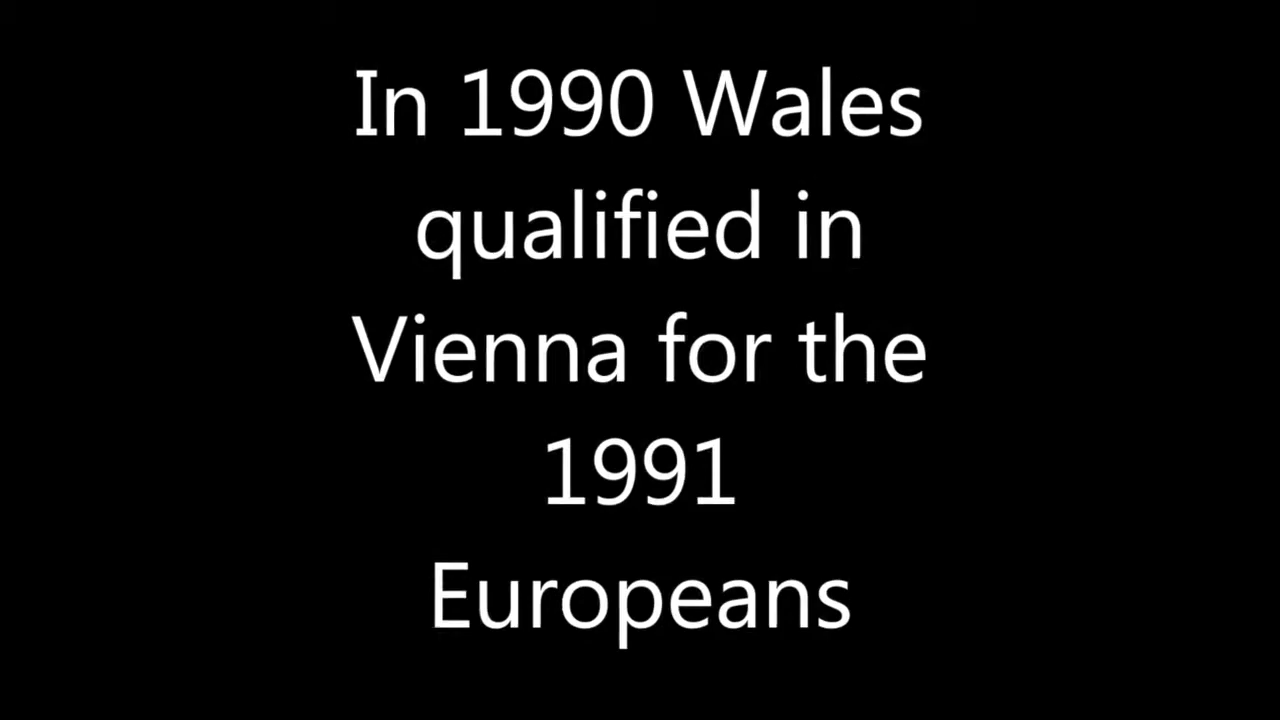 In 1990 Wales
qualified in
Vienna for the
1991
Europeans